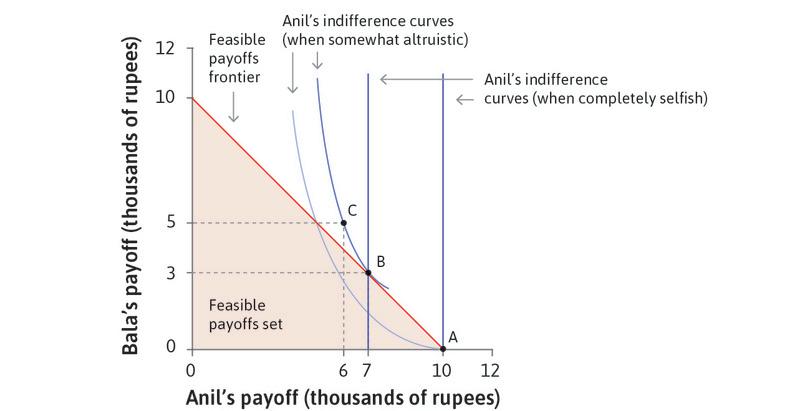 Anil’s indifference curves
(when somewhat altruistic)
Feasible
payoffs
frontier
Anil’s indifference
curves (when completely selfish)
Bala’s payoff (thousands of rupees)
12
10
5
3
0
C
B
A
Feasible
payoffs set
0
6
7
10
12
Anil’s payoff (thousands of rupees)